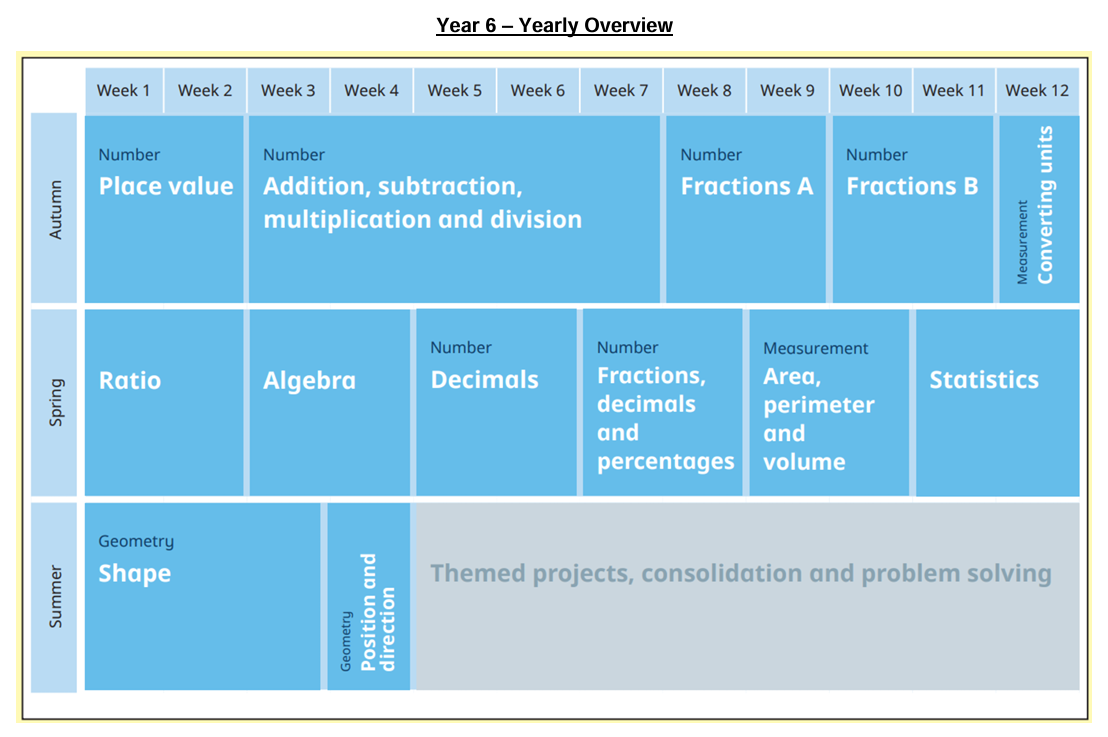 Year 6 – Yearly Overview
Week 1 Week 2 Week 3 Week 4 Week 5 Week 6 Week 7 Week 8 Week 9 Week 10 Week 11 Week 12
Autumn
Number
Place value
Number
Addition, subtraction,
multiplication and division
Number
Fractions A
Number
Fractions B
Measurement
Converting units
Spring
Ratio
Algebra
Number
Decimals
Number
Fractions,
decimals
and
percentages
Measurement
Area,
perimeter
and
volume
Statistics
Summer
Geometry
Shape
Geometry
Position and
direction
Themed projects, consolidation and problem solving